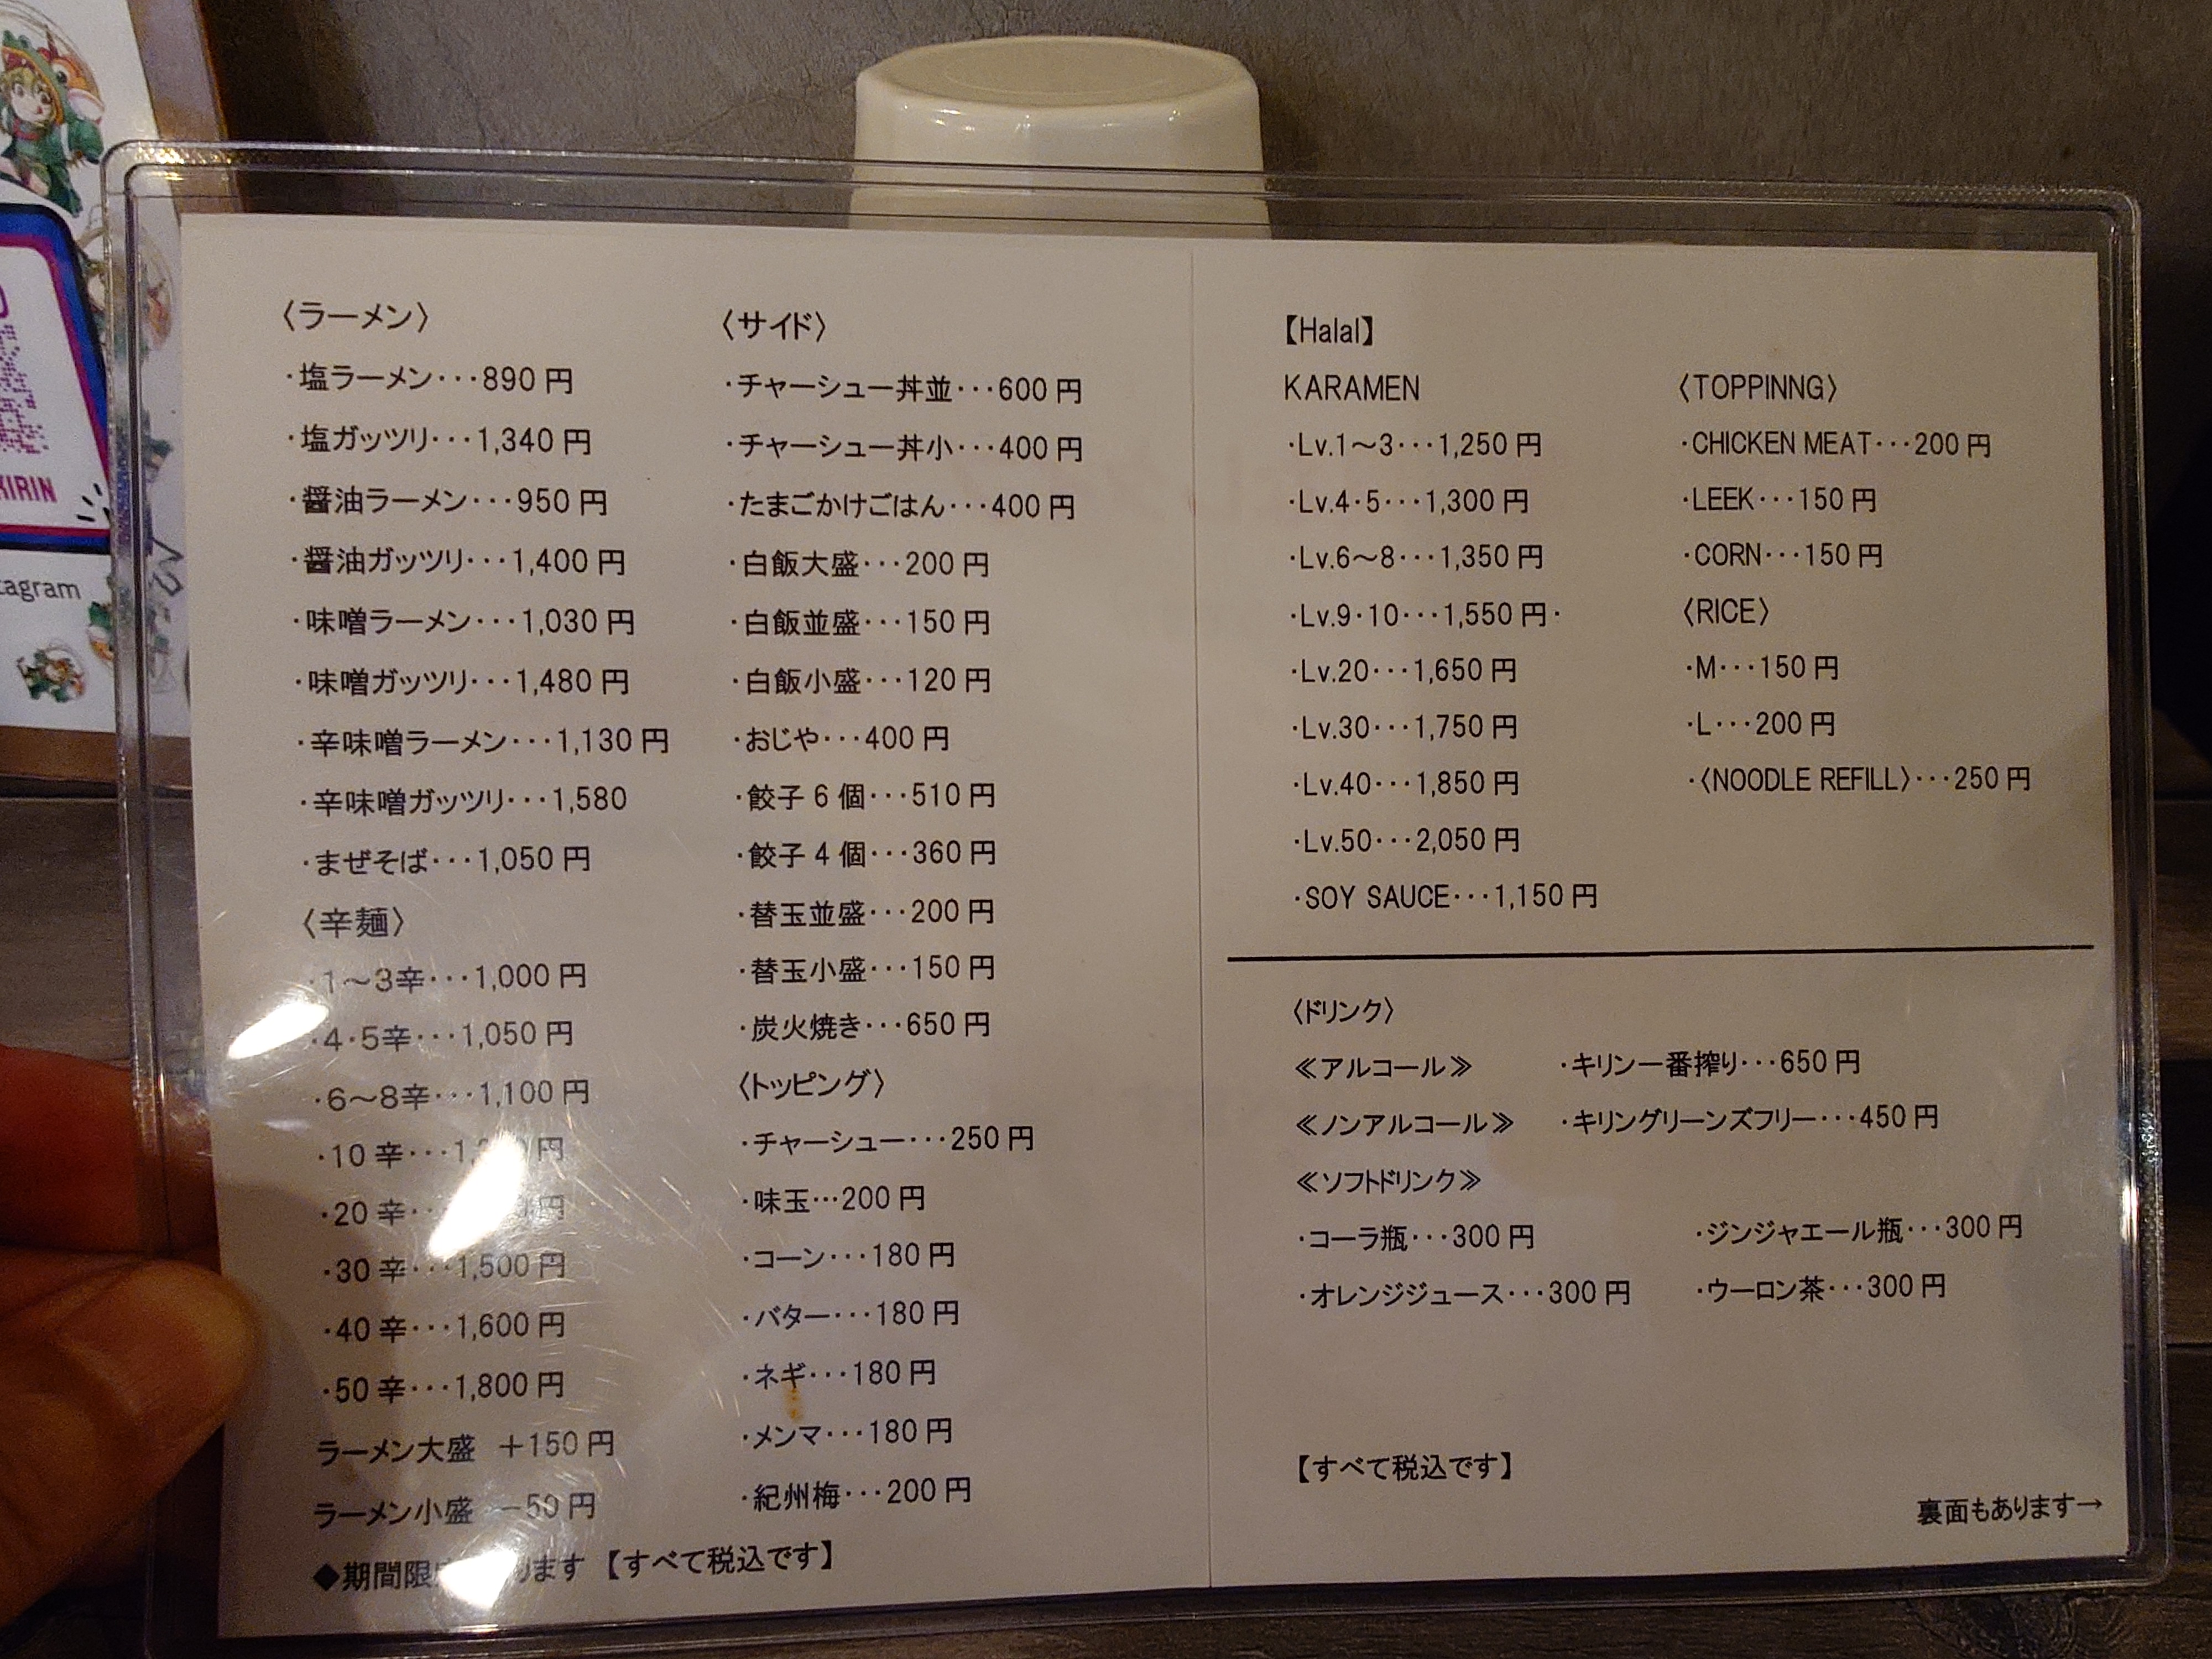 KIRIN
tagram
〈ラーメン〉
・塩ラーメン・・・890円
・塩ガッツリ・・・1,340円
・醤油ラーメン・・・950円
・醤油ガッツリ・・・1,400円
・味噌ラーメン・・・1,030円
・味噌ガッツリ・・・1,480円
・辛味噌ラーメン・・・1,130円
・辛味噌ガッツリ・・・1,580
・まぜそば・・・1,050円
〈辛麺〉
・1～3辛・・・1,000円
・4・5辛・・・1,050円
・6～8辛・・・1,100円
・10辛・・・
・20辛・・・
・30辛・・・1,500円
・40辛・・・1,600円
・50辛・・・1,800円
ラーメン大盛 +150円
ラーメン小盛 －50円
◆期間限 ります 【すべて税込です】
〈サイド〉
・チャーシュー丼並・・・600円
・チャーシュー丼小・・・400円
・たまごかけごはん・・・400円
・白飯大盛・・・200円
・白飯並盛・・・150円
・白飯小盛・・・120円
・おじや・・・400円
・餃子6個・・・510円
・餃子4個・・・360円
・替玉並盛・・・200円
・替玉小盛・・・150円
・炭火焼き・・・650円
〈トッピング〉
・チャーシュー・・・250円
・味玉…200円
・コーン・・・180円
・バター・・・180円
・ネギ・・・180円
・メンマ・・・180円
・紀州梅・・・200円
【Halal】
KARAMEN
・Lv.1～3・・・1,250円
・Lv.4・5・・・1,300円
・Lv.6～8・・・1,350円
・Lv.9・10・・・1,550円・
・Lv.20・・・1,650円
・Lv.30・・・1,750円
・Lv.40・・・1,850円
・Lv.50・・・2,050円
・SOY SAUCE・・・1,150円
〈TOPPINNG〉
・CHICKEN MEAT・・・200円
・LEEK・・・150円
・CORN・・・150円
〈RICE〉
・M・・・150円
・L・・・200円
・〈NOODLE REFILL〉・・・250円
〈ドリンク〉
≪アルコール≫ ・キリン一番搾り・・・650円
≪ノンアルコール≫ ・キリングリーンズフリー・・・450円
≪ソフトドリンク≫
・コーラ瓶・・・300円 ・ジンジャエール瓶・・・300円
・オレンジジュース・・・300円 ・ウーロン茶・・・300円
【すべて税込です】
裏面もあります→